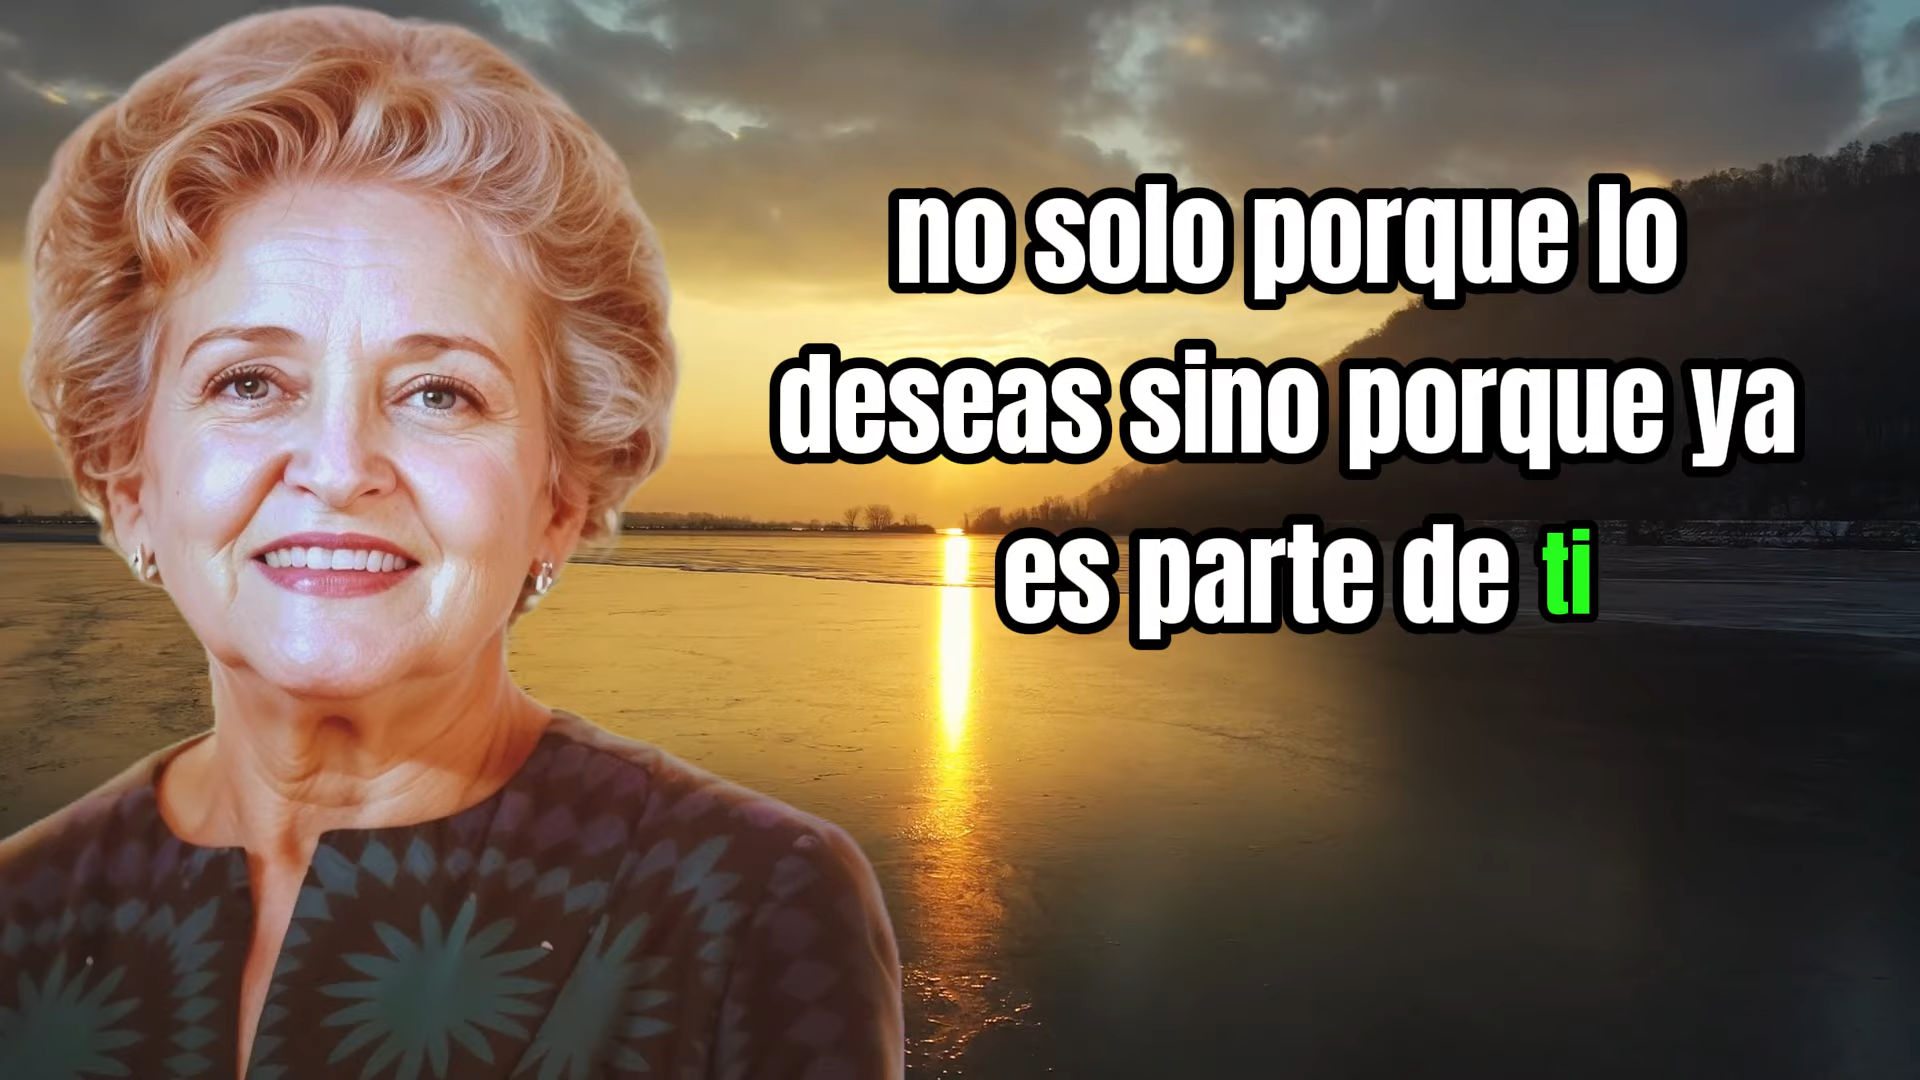 no solo porque lo
deseas sino porque ya
es parte de ti